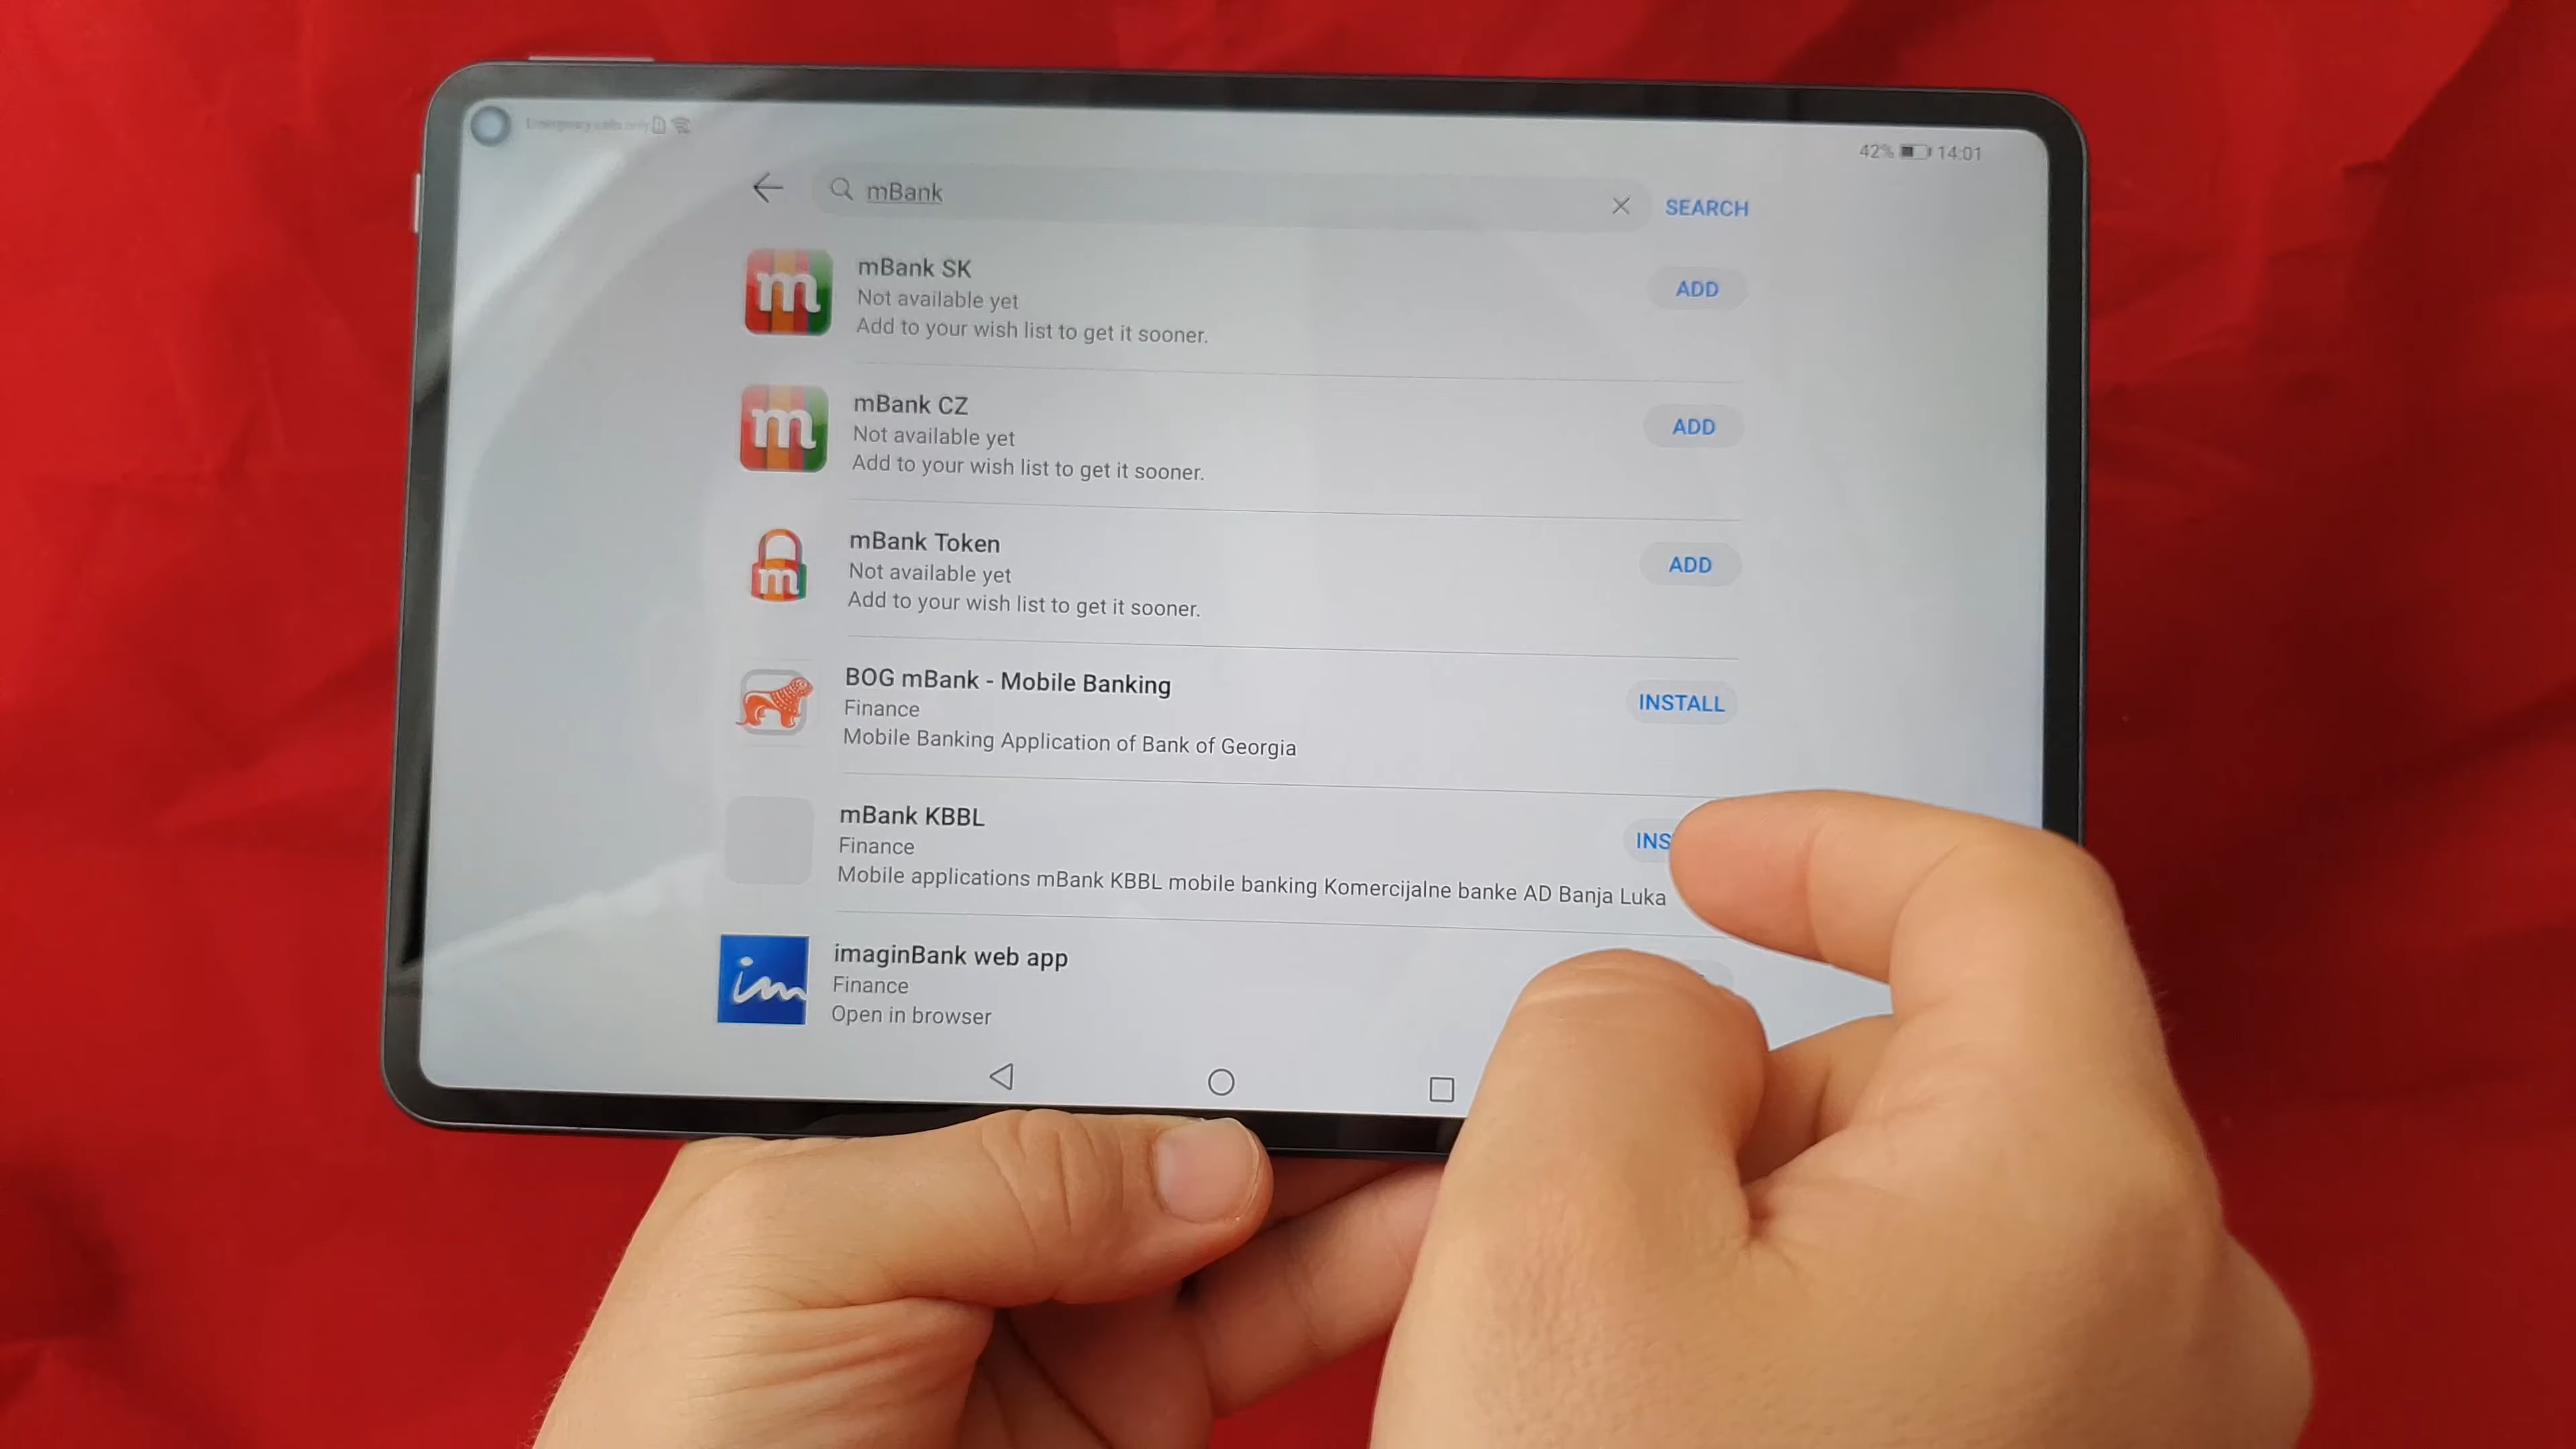 Emergency calls only
42% 14:01
mBank
SEARCH
mBank SK
Not available yet
Add to your wish list to get it sooner.
ADD
mBank CZ
Not available yet
Add to your wish list to get it sooner.
ADD
mBank Token
Not available yet
Add to your wish list to get it sooner.
ADD
BOG mBank - Mobile Banking
Finance
Mobile Banking Application of Bank of Georgia
INSTALL
mBank KBBL
Finance
Mobile applications mBank KBBL mobile banking Komercijalne banke AD Banja Luka
INS
imaginBank web app
Finance
Open in browser